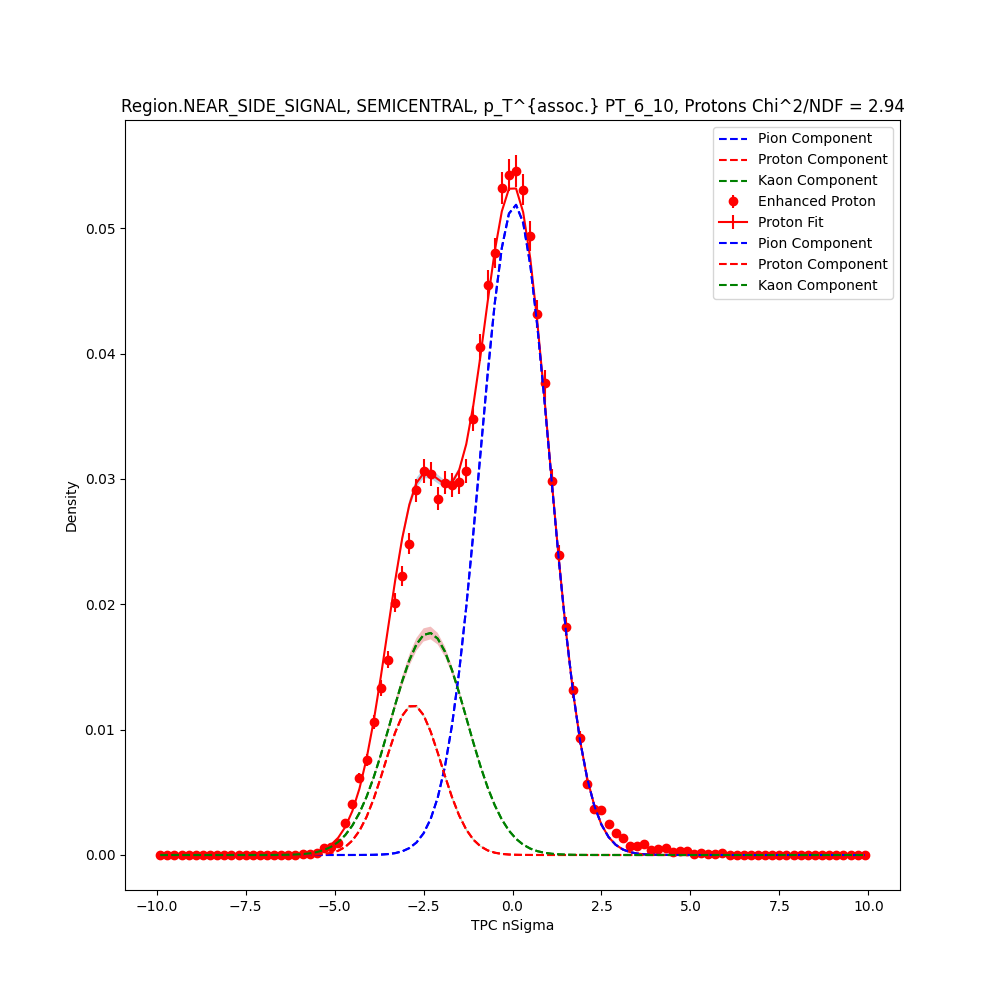 Region.NEAR_SIDE_SIGNAL, SEMICENTRAL, p_T^{assoc.} PT_6_10, Protons Chi^2/NDF = 2.94
Pion Component
Proton Component
Kaon Component
Enhanced Proton
Proton Fit
Pion Component
Proton Component
Kaon Component
0.05
0.04
0.03
0.02
0.01
0.00
Density
−10.0 −7.5 −5.0 −2.5 0.0 2.5 5.0 7.5 10.0
TPC nSigma